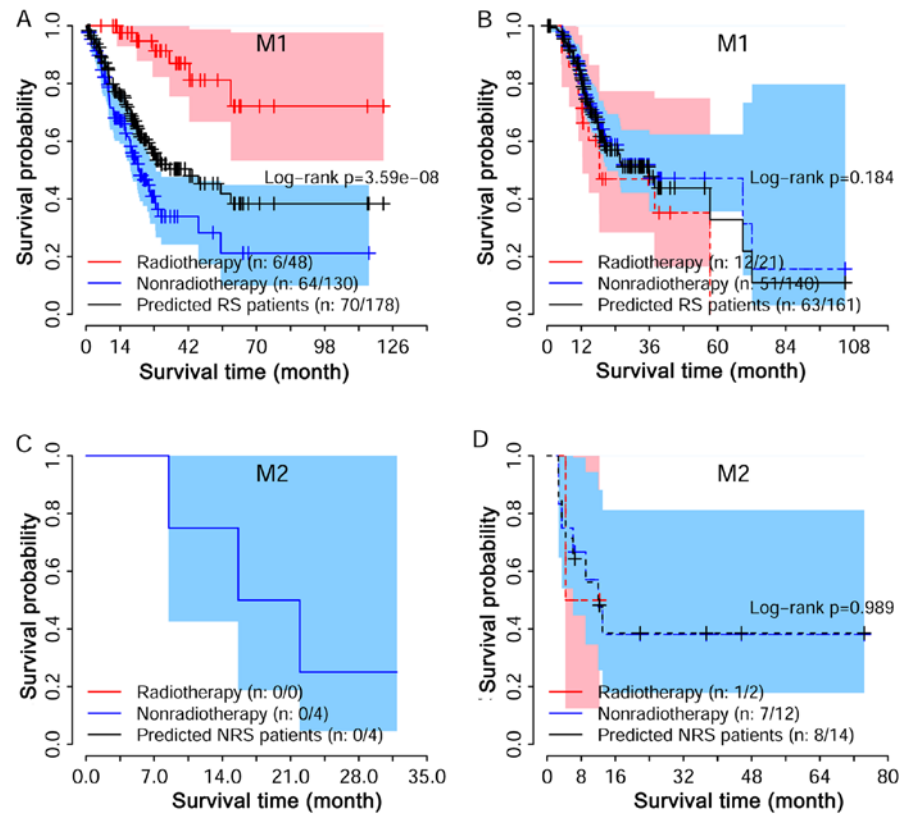 A
M1
Survival probability
0.0 0.2 0.4 0.6 0.8 1.0
Log−rank p=3.59e−08
Radiotherapy (n: 6/48)
Nonradiotherapy (n: 64/130)
Predicted RS patients (n: 70/178)
0 14 42 70 98 126
Survival time (month)
B
M1
Survival probability
0.0 0.2 0.4 0.6 0.8 1.0
Log−rank p=0.184
Radiotherapy (n: 12/21)
Nonradiotherapy (n: 51/140)
Predicted RS patients (n: 63/161)
0 12 36 60 84 108
Survival time (month)
C
M2
Survival probability
0.0 0.2 0.4 0.6 0.8 1.0
Radiotherapy (n: 0/0)
Nonradiotherapy (n: 0/4)
Predicted NRS patients (n: 0/4)
0.0 7.0 14.0 21.0 28.0 35.0
Survival time (month)
D
M2
Survival probability
0.0 0.2 0.4 0.6 0.8 1.0
Log−rank p=0.989
Radiotherapy (n: 1/2)
Nonradiotherapy (n: 7/12)
Predicted NRS patients (n: 8/14)
0 8 16 32 48 64 80
Survival time (month)